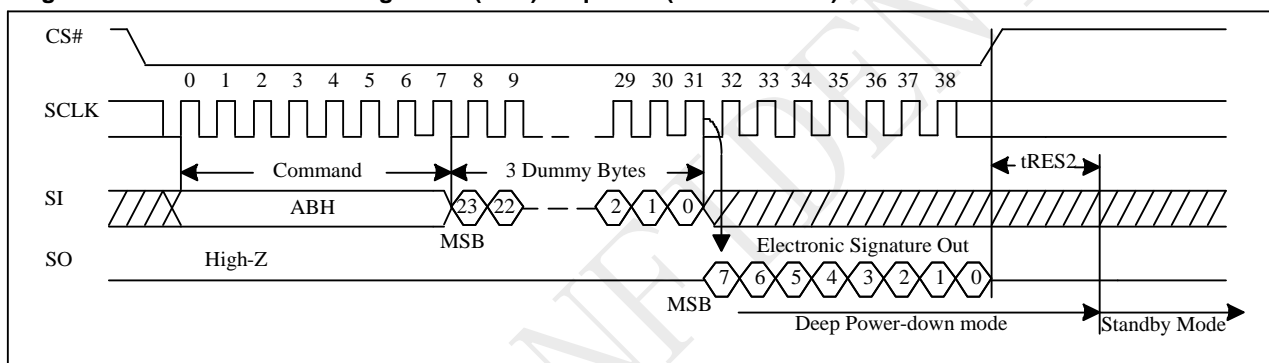 CS#
0 1 2 3 4 5 6 7 8 9 29 30 31 32 33 34 35 36 37 38
SCLK
Command 3 Dummy Bytes tRES2
SI ABH 23 22 2 1 0
MSB
Electronic Signature Out
SO High-Z
7 6 5 4 3 2 1 0
MSB
Deep Power-down mode Standby Mode